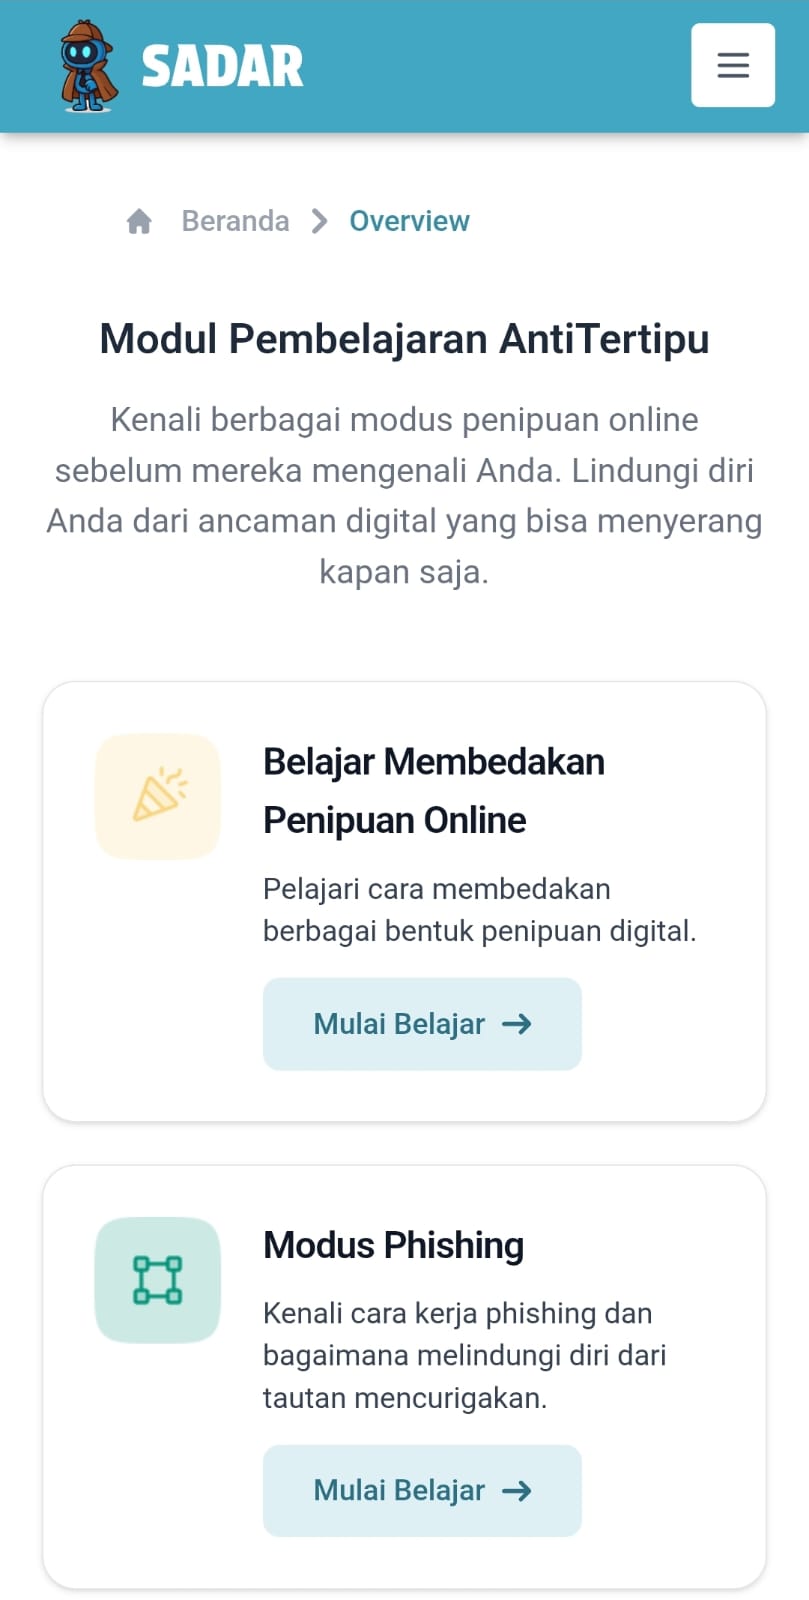 SADAR
Beranda > Overview
Modul Pembelajaran AntiTertipu
Kenali berbagai modus penipuan online
sebelum mereka mengenali Anda. Lindungi diri
Anda dari ancaman digital yang bisa menyerang
kapan saja.
Belajar Membedakan
Penipuan Online
Pelajari cara membedakan
berbagai bentuk penipuan digital.
Mulai Belajar →
Modus Phishing
Kenali cara kerja phishing dan
bagaimana melindungi diri dari
tautan mencurigakan.
Mulai Belajar →